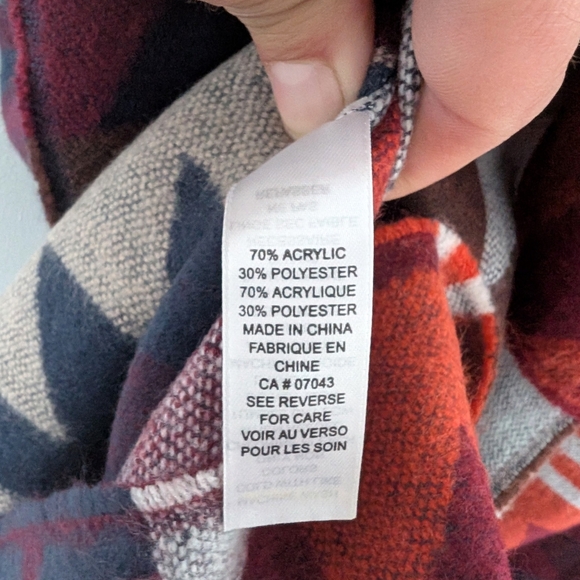 70% ACRYLIC
30% POLYESTER
70% ACRYLIQUE
30% POLYESTER
MADE IN CHINA
FABRIQUE EN
CHINE
CA # 07043
SEE REVERSE
FOR CARE
VOIR AU VERSO
POUR LES SOIN